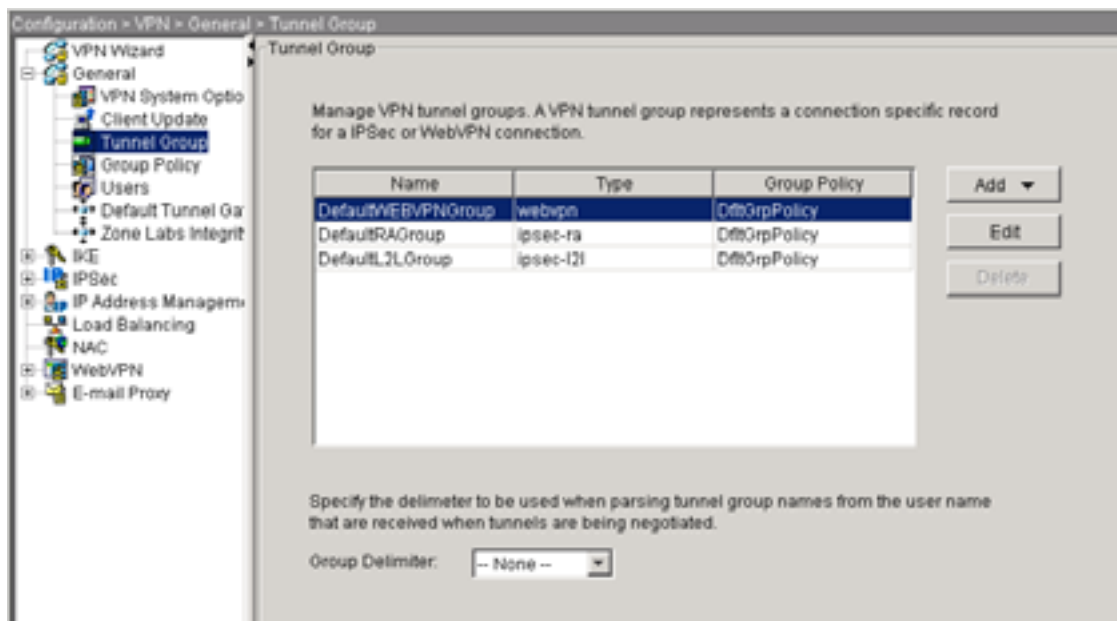 Configuration > VPN > General > Tunnel Group
VPN Wizard
General
VPN System Optio
Client Update
Tunnel Group
Group Policy
Users
Default Tunnel Ga
Zone Labs Integrit
IKE
IPSec
IP Address Managem
Load Balancing
NAC
WebVPN
E-mail Proxy
Tunnel Group
Manage VPN tunnel groups. A VPN tunnel group represents a connection specific record
for a IPSec or WebVPN connection.
Name Type Group Policy
DefaultWEBVPNGroup webvpn DfltGrpPolicy
DefaultRAGroup ipsec-ra DfltGrpPolicy
DefaultL2LGroup ipsec-l2l DfltGrpPolicy
Add
Edit
Delete
Specify the delimeter to be used when parsing tunnel group names from the user name
that are received when tunnels are being negotiated.
Group Delimiter: -- None --